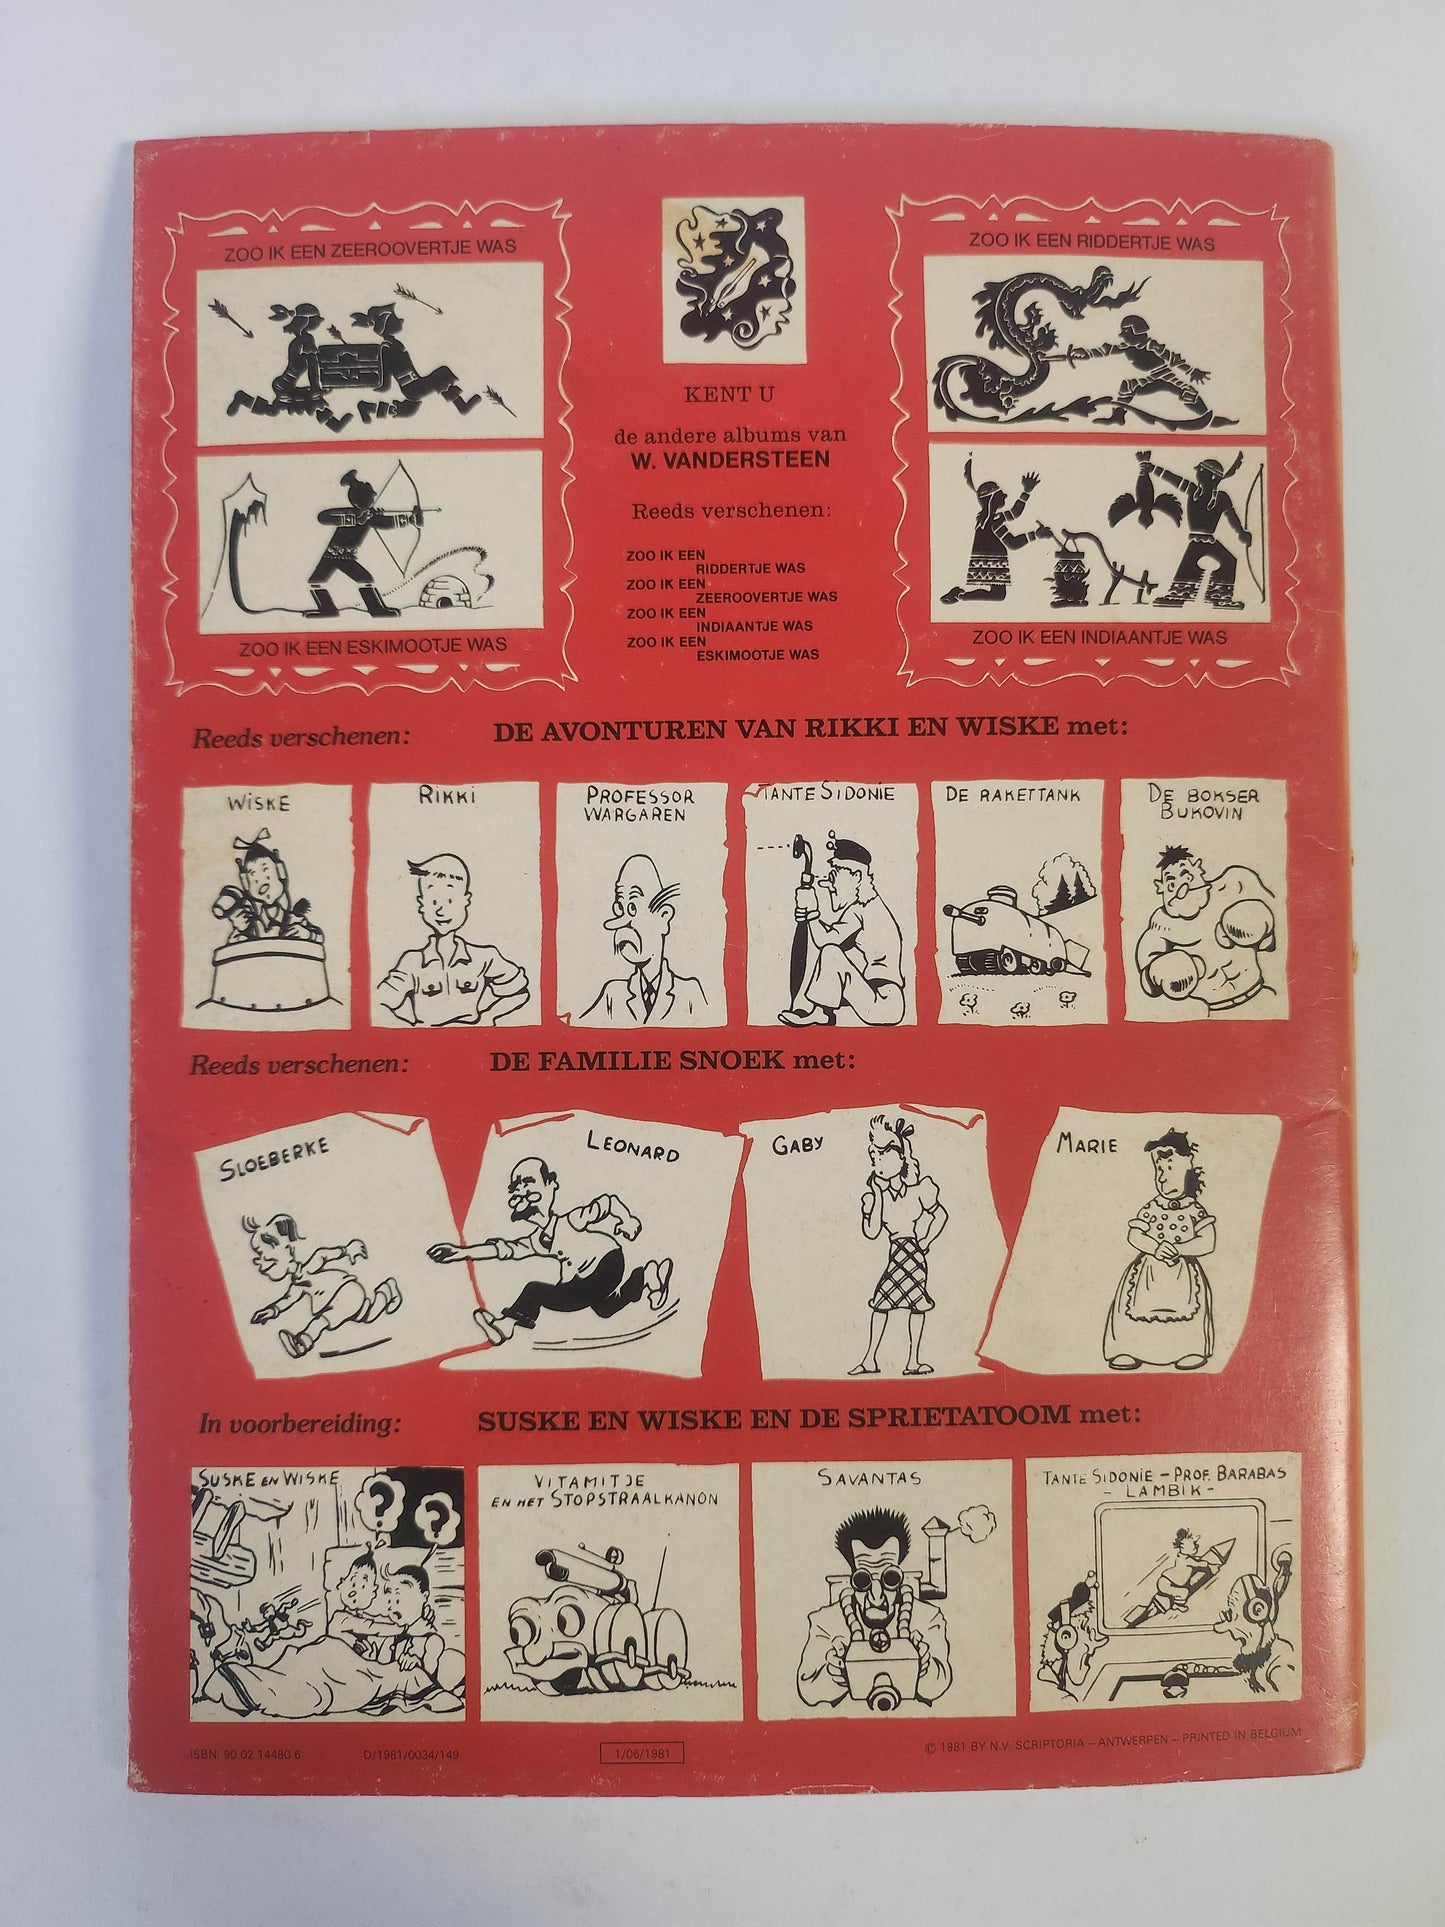 ZOO IK EEN ZEEROOVERTJE WAS
ZOO IK EEN ESKIMOOTJE WAS
KENT U
de andere albums van
W. VANDERSTEEN
Reeds verschenen:
ZOO IK EEN
RIDDERTJE WAS
ZOO IK EEN
ZEEROOVERTJE WAS
ZOO IK EEN
INDIAANTJE WAS
ZOO IK EEN
ESKIMOOTJE WAS
ZOO IK EEN RIDDERTJE WAS
ZOO IK EEN INDIAANTJE WAS
Reeds verschenen: DE AVONTUREN VAN RIKKI EN WISKE met:
WISKE
RIKKI
PROFESSOR
WARGAREN
TANTE SIDONIE
DE RAKETTANK
DE BOKSER
BUKOVIN
Reeds verschenen: DE FAMILIE SNOEK met:
SLOEBERKE
LEONARD
GABY
MARIE
In voorbereiding: SUSKE EN WISKE EN DE SPRIETATOOM met:
SUSKE EN WISKE
? ?
VITAMITJE
EN HET STOPSTRAALKANON
SAVANTAS
TANTE SIDONIE - PROF. BARABAS
- LAMBIK -
ISBN: 90 02 14480 6 D/1981/0034/149 1/06/1981 © 1981 BY N.V. SCRIPTORIA – ANTWERPEN – PRINTED IN BELGIUM